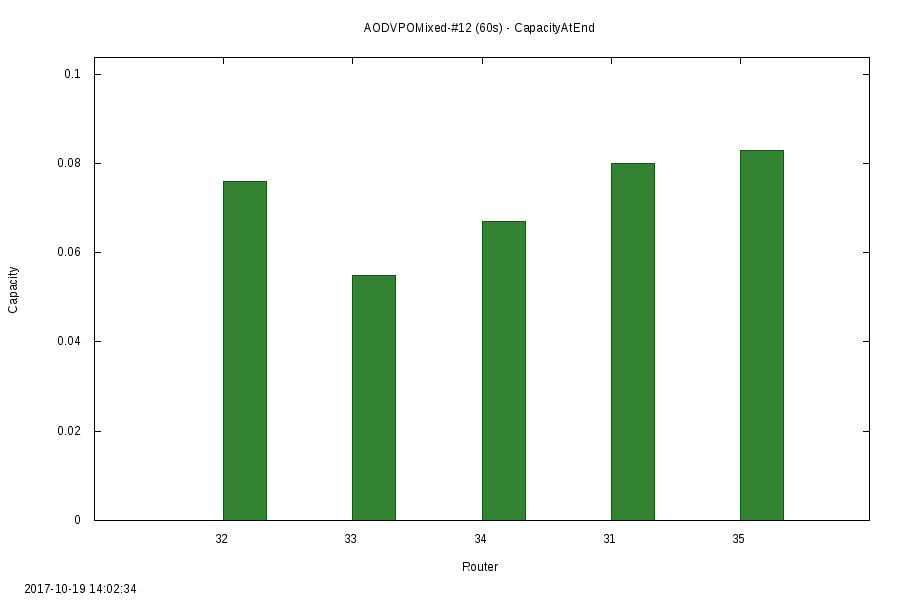 AODVPOMixed-#12 (60s) - CapacityAtEnd
0.1
0.08
0.06
0.04
0.02
0
Capacity
32 33 34 31 35
Router
2017-10-19 14:02:34